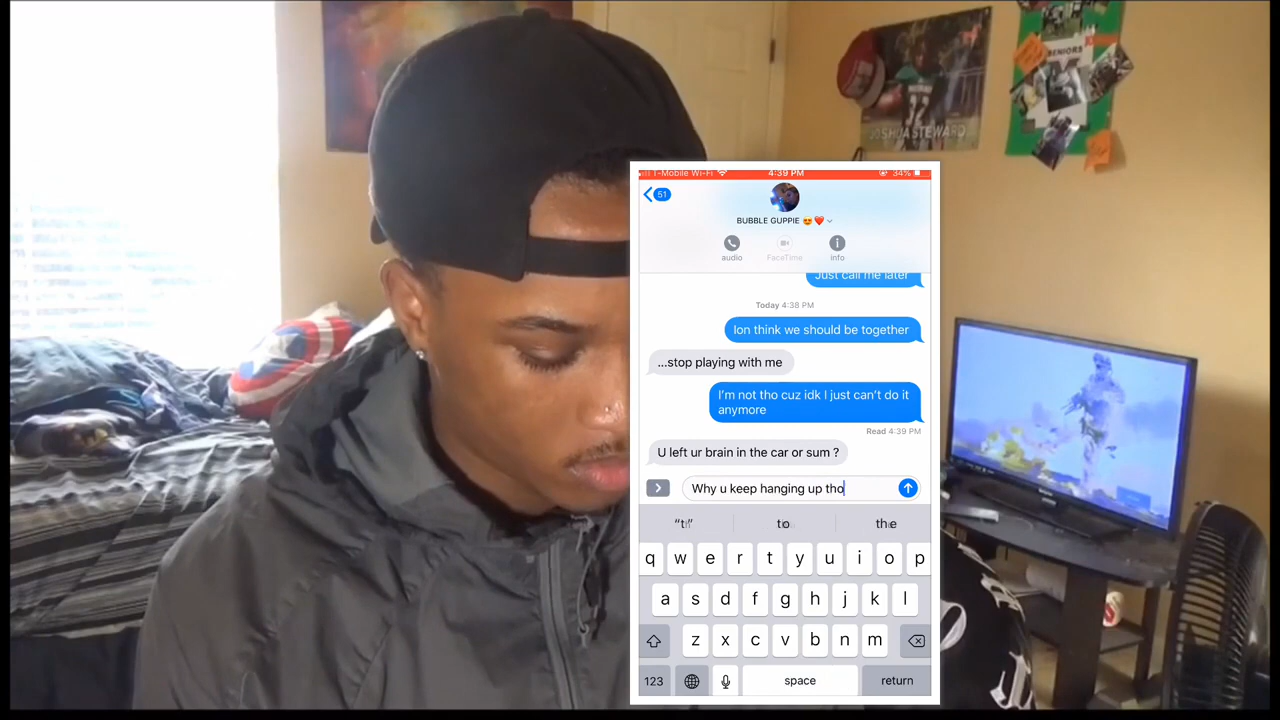 SENIORS
32
JOSHUA STEWARD
T-Mobile Wi-Fi
4:39 PM
34%
51
BUBBLE GUPPIE 😍❤️
audio
FaceTime
info
Just call me later
Today 4:38 PM
Ion think we should be together
...stop playing with me
I'm not tho cuz idk I just can't do it
anymore
Read 4:39 PM
U left ur brain in the car or sum ?
Why u keep hanging up tho
to
the
q w e r t y u i o p
a s d f g h j k l
z x c v b n m
123
space
return